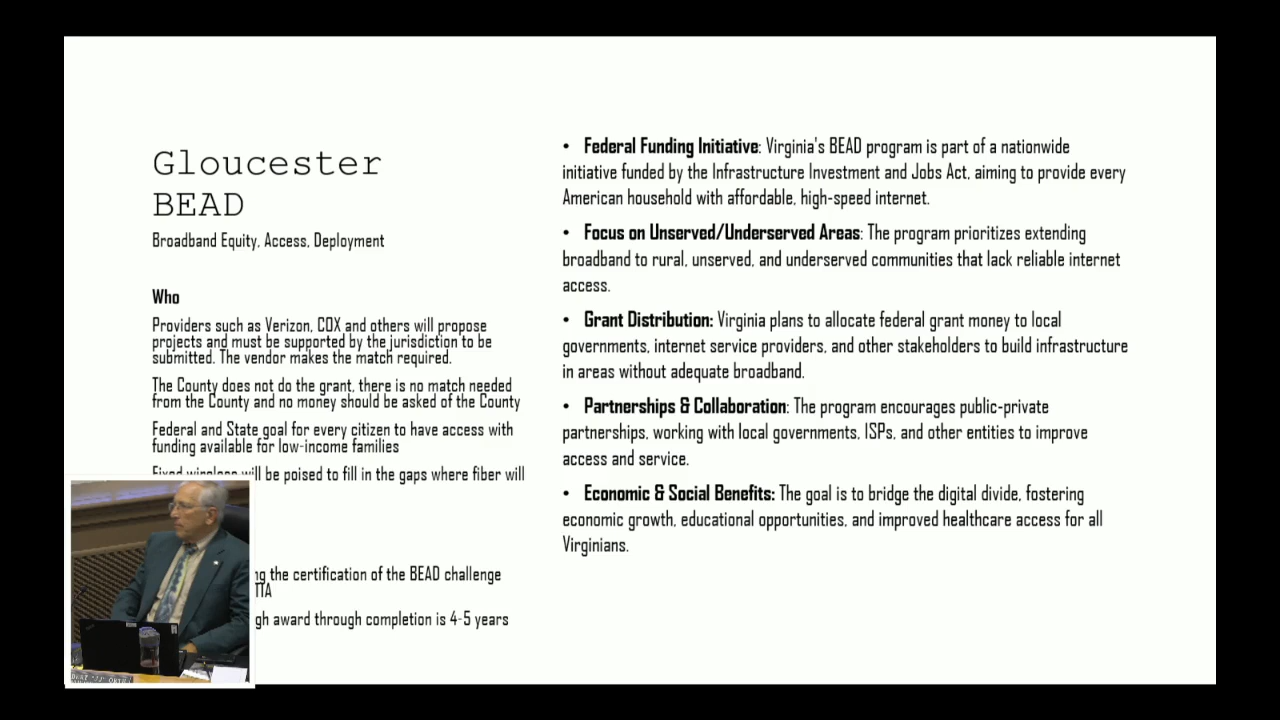 Gloucester
BEAD
Broadband Equity, Access, Deployment
Who
Providers such as Verizon, COX and others will propose
projects and must be supported by the jurisdiction to be
submitted. The vendor makes the match required.
The County does not do the grant, there is no match needed
from the County and no money should be asked of the County
Federal and State goal for every citizen to have access with
funding available for low-income families
Fixed wireless will be poised to fill in the gaps where fiber will
the certification of the BEAD challenge
award through completion is 4-5 years
• Federal Funding Initiative: Virginia's BEAD program is part of a nationwide
initiative funded by the Infrastructure Investment and Jobs Act, aiming to provide every
American household with affordable, high-speed internet.
• Focus on Unserved/Underserved Areas: The program prioritizes extending
broadband to rural, unserved, and underserved communities that lack reliable internet
access.
• Grant Distribution: Virginia plans to allocate federal grant money to local
governments, internet service providers, and other stakeholders to build infrastructure
in areas without adequate broadband.
• Partnerships & Collaboration: The program encourages public-private
partnerships, working with local governments, ISPs, and other entities to improve
access and service.
• Economic & Social Benefits: The goal is to bridge the digital divide, fostering
economic growth, educational opportunities, and improved healthcare access for all
Virginians.